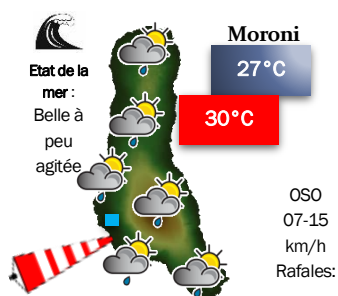 Moroni
27°C
30°C
Etat de la
mer :
Belle à
peu
agitée
OSO
07-15
km/h
Rafales: